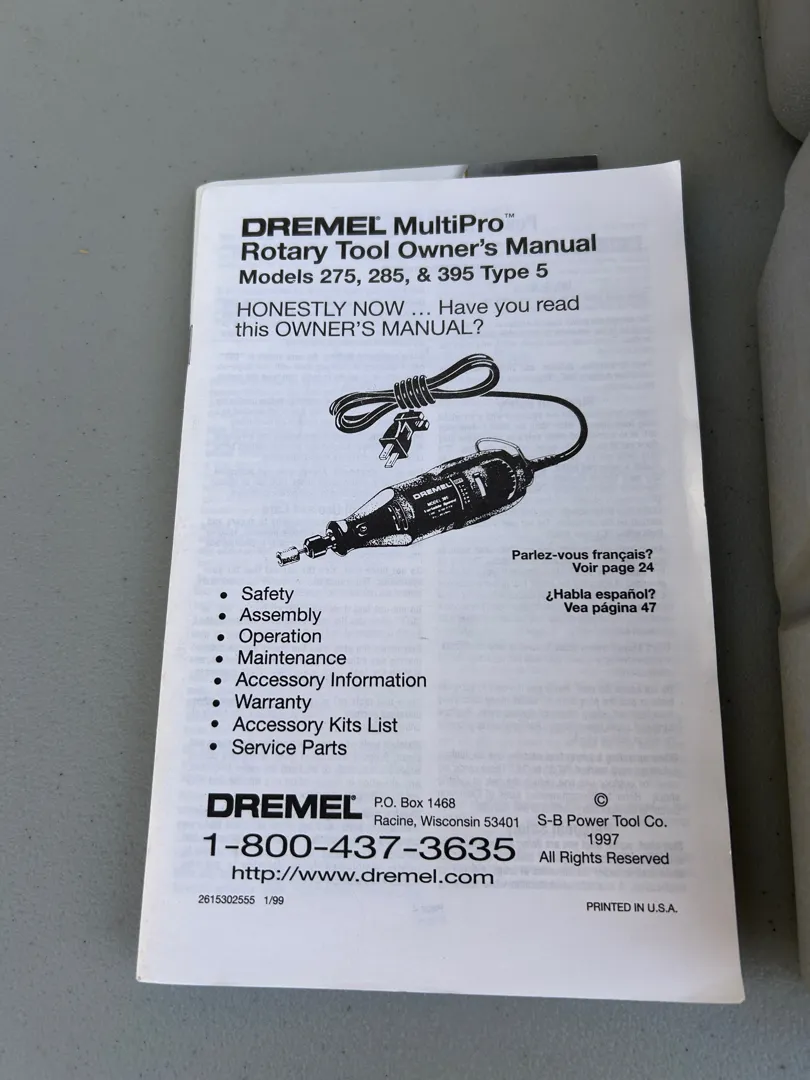 DREMEL® MultiPro™
Rotary Tool Owner's Manual
Models 275, 285, & 395 Type 5
HONESTLY NOW ... Have you read
this OWNER'S MANUAL?
DREMEL
Parlez-vous français?
Voir page 24
¿Habla español?
Vea página 47
• Safety
• Assembly
• Operation
• Maintenance
• Accessory Information
• Warranty
• Accessory Kits List
• Service Parts
DREMEL®
P.O. Box 1468
Racine, Wisconsin 53401
1-800-437-3635
http://www.dremel.com
©
S-B Power Tool Co.
1997
All Rights Reserved
2615302555 1/99
PRINTED IN U.S.A.